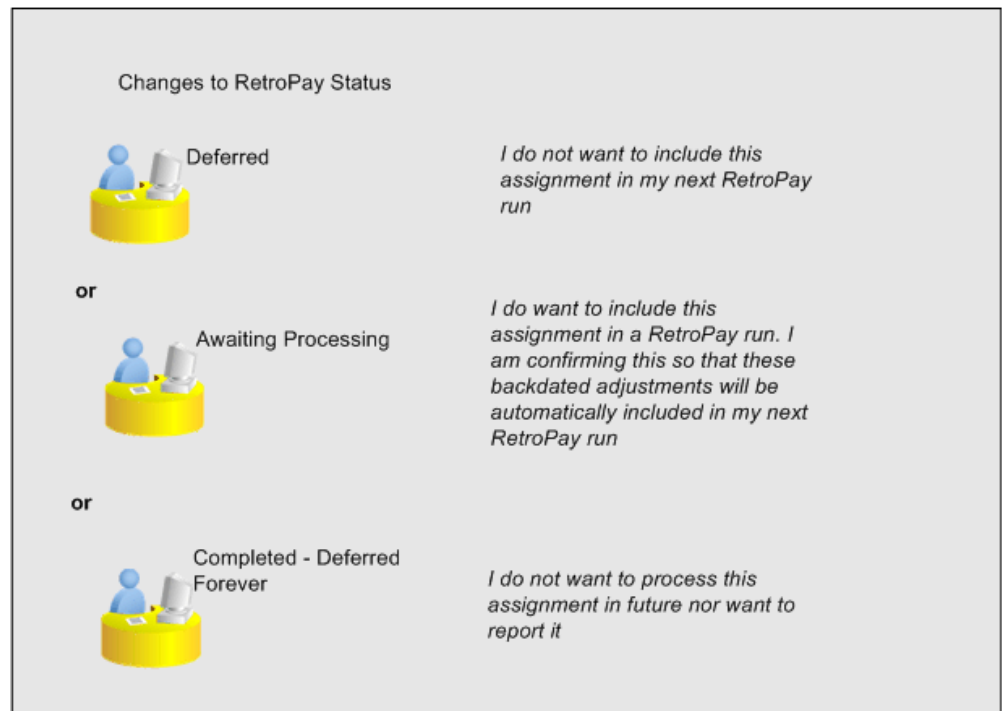 Changes to RetroPay Status
Deferred
I do not want to include this
assignment in my next RetroPay
run
or
Awaiting Processing
I do want to include this
assignment in a RetroPay run. I
am confirming this so that these
backdated adjustments will be
automatically included in my next
RetroPay run
or
Completed - Deferred
Forever
I do not want to process this
assignment in future nor want to
report it